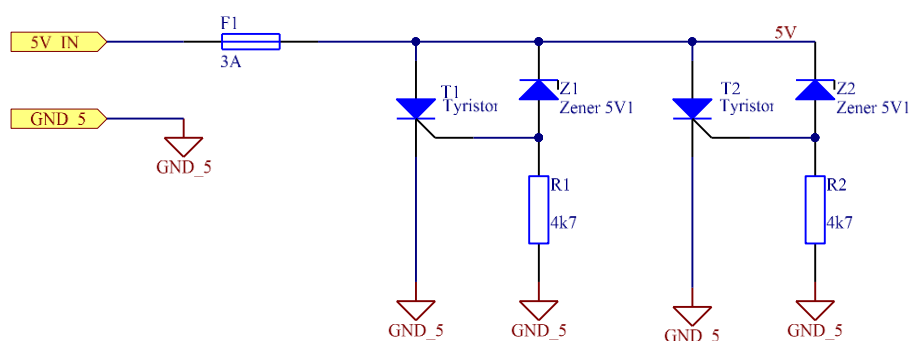 F1
5V_IN
3A
5V
T1
Tyristor
Z1
Zener 5V1
T2
Tyristor
Z2
Zener 5V1
GND_5
GND_5
R1
4k7
R2
4k7
GND_5
GND_5
GND_5
GND_5